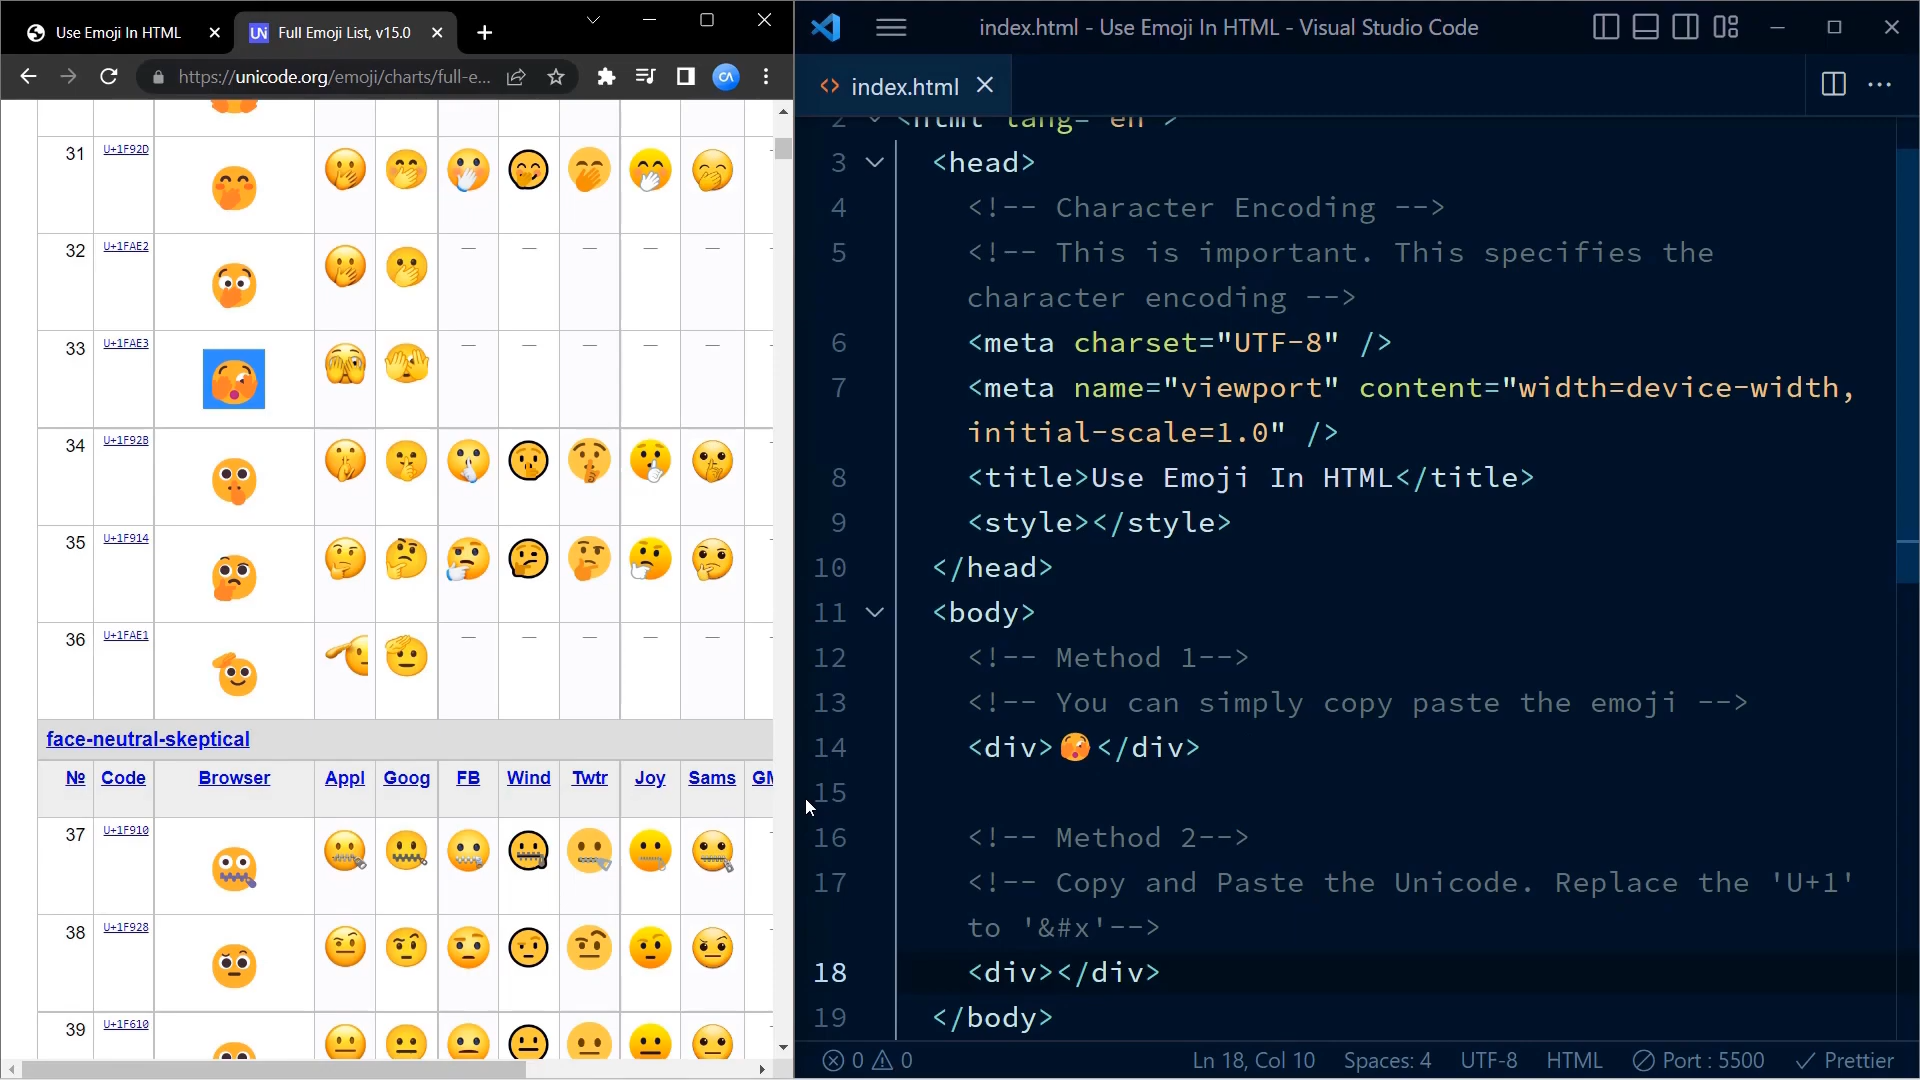 Use Emoji In HTML
UN Full Emoji List, v15.0
https://unicode.org/emoji/charts/full-e...
CA
31 U+1F92D
32 U+1FAE2 — — — — —
33 U+1FAE3 — — — — —
34 U+1F92B
35 U+1F914
36 U+1FAE1 — — — — —
face-neutral-skeptical
№ Code Browser Appl Goog FB Wind Twtr Joy Sams GM
37 U+1F910
38 U+1F928
39 U+1F610
index.html - Use Emoji In HTML - Visual Studio Code
index.html
2 <html lang="en">
3 <head>
4 <!-- Character Encoding -->
5 <!-- This is important. This specifies the
character encoding -->
6 <meta charset="UTF-8" />
7 <meta name="viewport" content="width=device-width,
initial-scale=1.0" />
8 <title>Use Emoji In HTML</title>
9 <style></style>
10 </head>
11 <body>
12 <!-- Method 1-->
13 <!-- You can simply copy paste the emoji -->
14 <div>🫣</div>
15
16 <!-- Method 2-->
17 <!-- Copy and Paste the Unicode. Replace the 'U+1'
to '&#x'-->
18 <div></div>
19 </body>
0 0 Ln 18, Col 10 Spaces: 4 UTF-8 HTML Port : 5500 Prettier